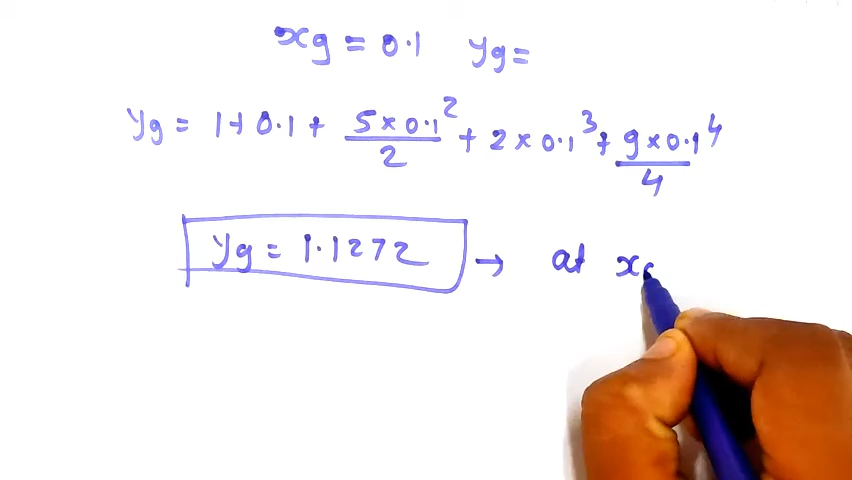 xg = 0.1 yg =
yg = 1 + 0.1 + 5 × 0.1² / 2 + 2 × 0.1³ + 9 × 0.1⁴ / 4
yg = 1.1272 → at x